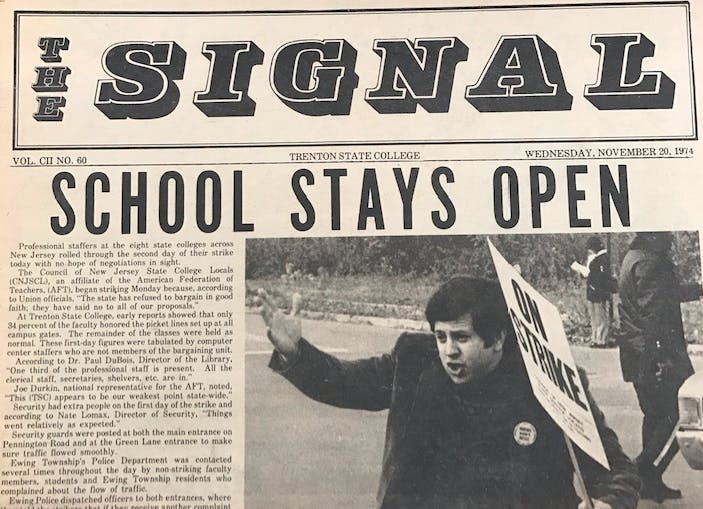 THE SIGNAL
VOL. CII NO. 60 TRENTON STATE COLLEGE WEDNESDAY, NOVEMBER 20, 1974
SCHOOL STAYS OPEN
Professional staffers at the eight state colleges across
New Jersey rolled through the second day of their strike
today with no hope of negotiations in sight.
The Council of New Jersey State College Locals
(CNJSCL), an affiliate of the American Federation of
Teachers, (AFT), began striking Monday because, according
to Union officials, "The state has refused to bargain in good
faith; they have said no to all of our proposals."
At Trenton State College, early reports showed that only
34 percent of the faculty honored the picket lines set up at all
campus gates. The remainder of the classes were held as
normal. These first-day figures were tabulated by computer
center staffers who are not members of the bargaining unit.
According to Dr. Paul DuBois, Director of the Library,
"One third of the professional staff is present. All the
clerical staff, secretaries, shelvers, etc. are in."
Joe Durkin, national representative for the AFT, noted,
"This (TSC) appears to be our weakest point state-wide."
Security had extra people on the first day of the strike and
according to Nate Lomax, Director of Security, "Things
went relatively as expected."
Security guards were posted at both the main entrance on
Pennington Road and at the Green Lane entrance to make
sure traffic flowed smoothly.
Ewing Township's Police Department was contacted
several times throughout the day by non-striking faculty
members, students and Ewing Township residents who
complained about the flow of traffic.
Ewing Police dispatched officers to both entrances, where
they told the strikers that if they receive another complaint
ON
STRIKE